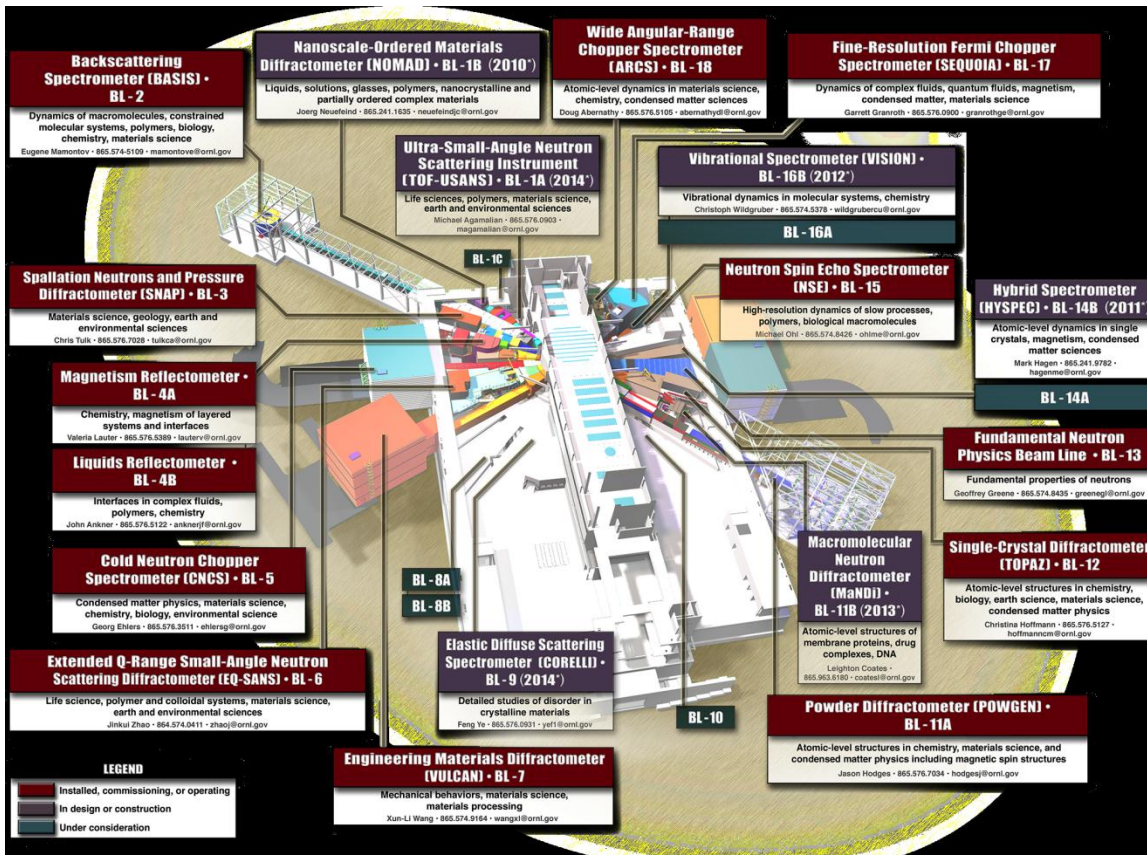 Backscattering
Spectrometer (BASIS) •
BL-2
Dynamics of macromolecules, constrained
molecular systems, polymers, biology,
chemistry, materials science
Eugene Mamontov • 865.574-5109 • mamontove@ornl.gov
Nanoscale-Ordered Materials
Diffractometer (NOMAD) • BL-1B (2010*)
Liquids, solutions, glasses, polymers, nanocrystalline and
partially ordered complex materials
Joerg Neuefeind • 865.241.1635 • neuefeindjc@ornl.gov
Wide Angular-Range
Chopper Spectrometer
(ARCS) • BL-18
Atomic-level dynamics in materials science,
chemistry, condensed matter sciences
Doug Abernathy • 865.576.5105 • abernathydl@ornl.gov
Fine-Resolution Fermi Chopper
Spectrometer (SEQUOIA) • BL-17
Dynamics of complex fluids, quantum fluids, magnetism,
condensed matter, materials science
Garrett Granroth • 865.576.0900 • granrothge@ornl.gov
Ultra-Small-Angle Neutron
Scattering Instrument
(TOF-USANS) • BL-1A (2014*)
Life sciences, polymers, materials science,
earth and environmental sciences
Michael Agamalian • 865.576.0903 •
magamalian@ornl.gov
Vibrational Spectrometer (VISION) •
BL-16B (2012*)
Vibrational dynamics in molecular systems, chemistry
Christoph Wildgruber • 865.574.5378 • wildgrubercu@ornl.gov
BL-16A
BL-1C
Spallation Neutrons and Pressure
Diffractometer (SNAP) • BL-3
Materials science, geology, earth and
environmental sciences
Chris Tulk • 865.576.7028 • tulkca@ornl.gov
Neutron Spin Echo Spectrometer
(NSE) • BL-15
High-resolution dynamics of slow processes,
polymers, biological macromolecules
Michael Ohl • 865.574.8426 • ohlme@ornl.gov
Hybrid Spectrometer
(HYSPEC) • BL-14B (2011*)
Atomic-level dynamics in single
crystals, magnetism, condensed
matter sciences
Mark Hagen • 865.241.9782 •
hagenme@ornl.gov
BL-14A
Magnetism Reflectometer •
BL-4A
Chemistry, magnetism of layered
systems and interfaces
Valeria Lauter • 865.576.5389 • lauterv@ornl.gov
Liquids Reflectometer •
BL-4B
Interfaces in complex fluids,
polymers, chemistry
John Ankner • 865.576.5122 • anknerjf@ornl.gov
Fundamental Neutron
Physics Beam Line • BL-13
Fundamental properties of neutrons
Geoffrey Greene • 865.574.8435 • greenegl@ornl.gov
Cold Neutron Chopper
Spectrometer (CNCS) • BL-5
Condensed matter physics, materials science,
chemistry, biology, environmental science
Georg Ehlers • 865.576.3511 • ehlersg@ornl.gov
BL-8A
BL-8B
Macromolecular
Neutron
Diffractometer
(MaNDi) •
BL-11B (2013*)
Atomic-level structures of
membrane proteins, drug
complexes, DNA
Leighton Coates •
865.963.6180 • coatesl@ornl.gov
Single-Crystal Diffractometer
(TOPAZ) • BL-12
Atomic-level structures in chemistry,
biology, earth science, materials science,
condensed matter physics
Christina Hoffmann • 865.576.5127 •
hoffmanncm@ornl.gov
Extended Q-Range Small-Angle Neutron
Scattering Diffractometer (EQ-SANS) • BL-6
Life science, polymer and colloidal systems, materials science,
earth and environmental sciences
Jinkui Zhao • 864.574.0411 • zhaoj@ornl.gov
Elastic Diffuse Scattering
Spectrometer (CORELLI) •
BL-9 (2014*)
Detailed studies of disorder in
crystalline materials
Feng Ye • 865.576.0931 • yef1@ornl.gov
BL-10
Powder Diffractometer (POWGEN) •
BL-11A
Atomic-level structures in chemistry, materials science, and
condensed matter physics including magnetic spin structures
Jason Hodges • 865.576.7034 • hodgesj@ornl.gov
Engineering Materials Diffractometer
(VULCAN) • BL-7
Mechanical behaviors, materials science,
materials processing
Xun-Li Wang • 865.574.9164 • wangxl@ornl.gov
LEGEND
Installed, commissioning, or operating
In design or construction
Under consideration